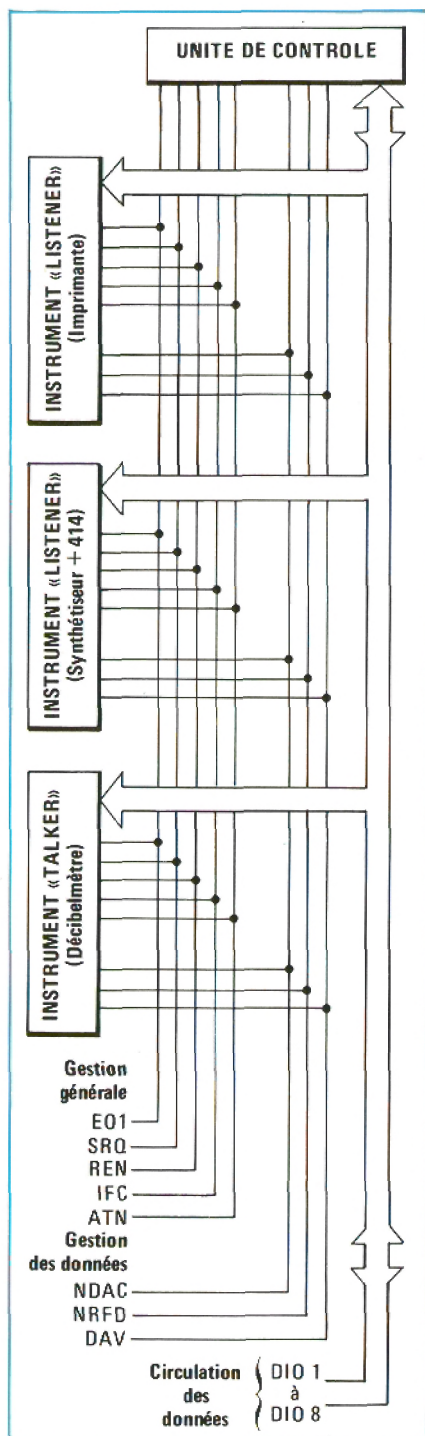 UNITE DE CONTROLE
INSTRUMENT «LISTENER»
(Imprimante)
INSTRUMENT «LISTENER»
(Synthétiseur + 414)
INSTRUMENT «TALKER»
(Décibelmètre)
Gestion
générale
EO1
SRQ
REN
IFC
ATN
Gestion
des données
NDAC
NRFD
DAV
Circulation
des
données
DIO 1
à
DIO 8